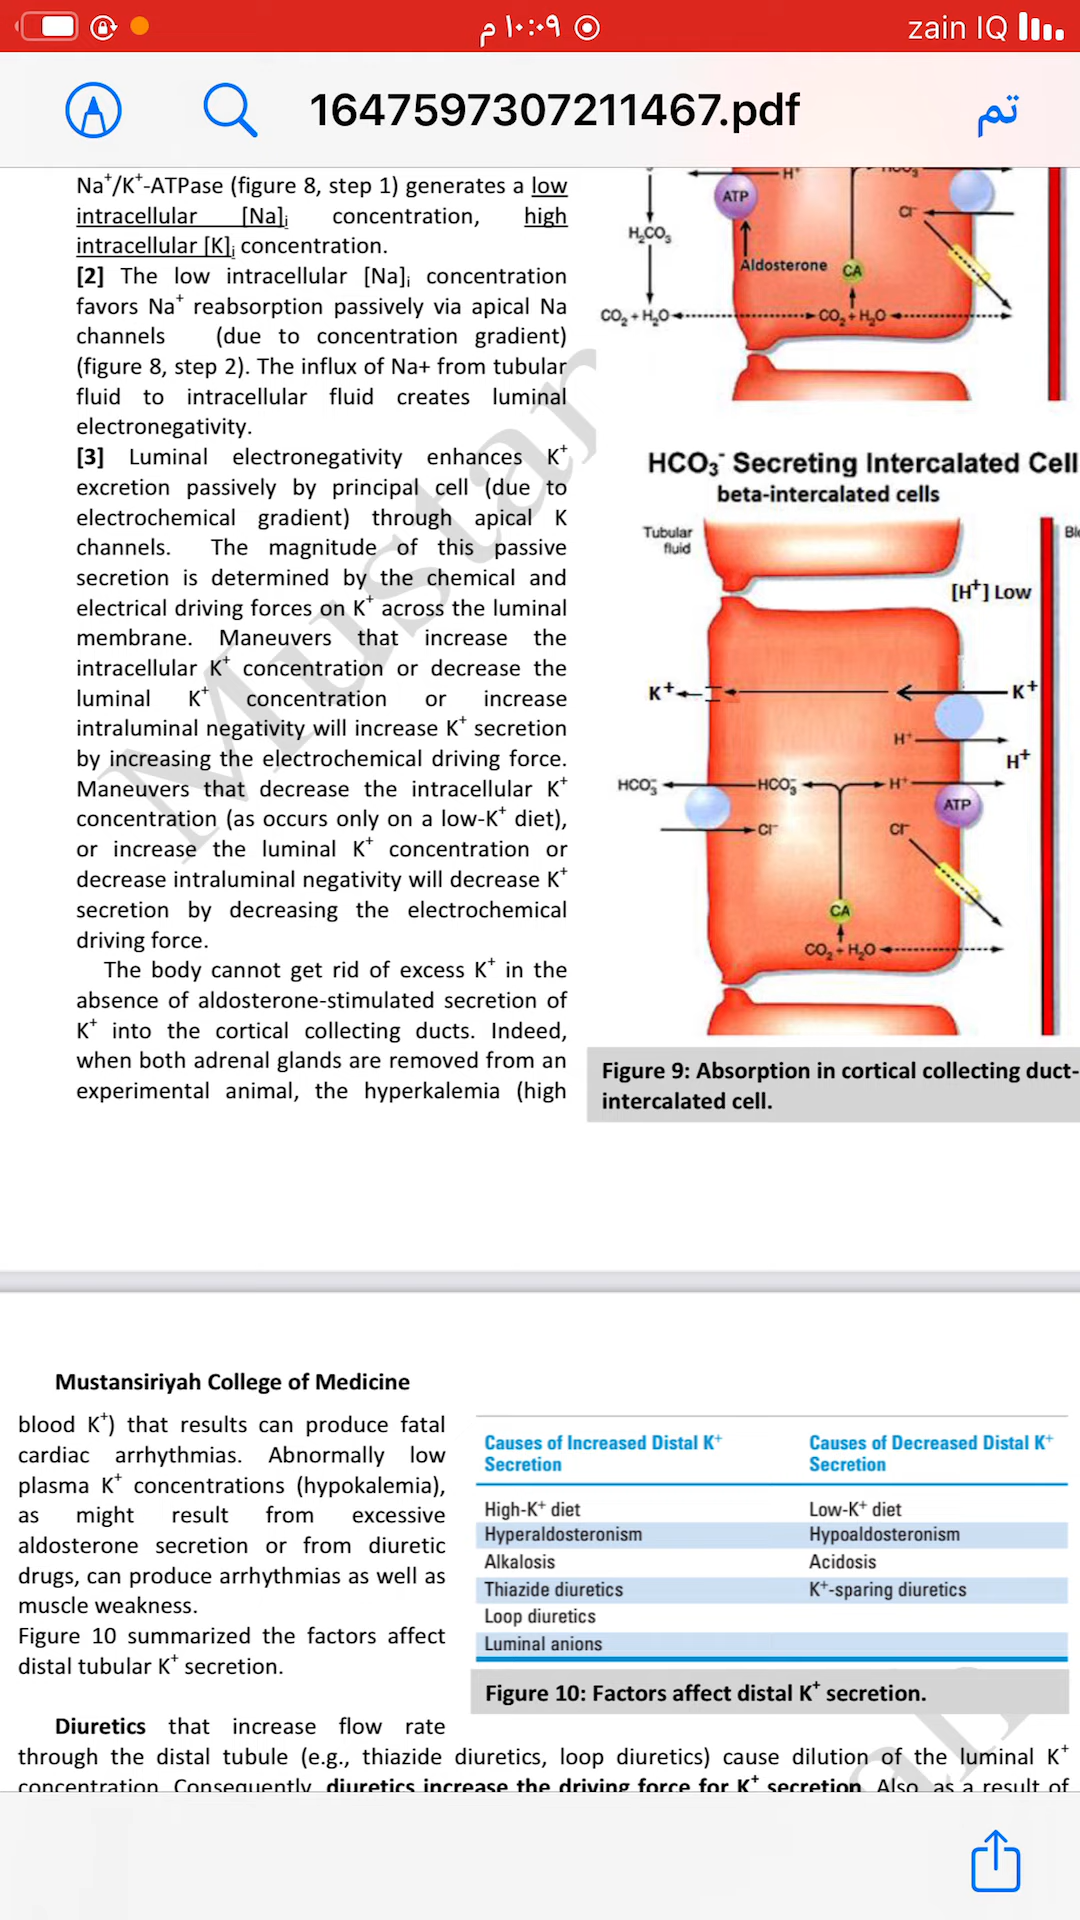 ١٠:٠٩ م
zain IQ
1647597307211467.pdf
تم
Na⁺/K⁺-ATPase (figure 8, step 1) generates a low
intracellular [Na]i concentration, high
intracellular [K]i concentration.
[2] The low intracellular [Na]i concentration
favors Na⁺ reabsorption passively via apical Na
channels (due to concentration gradient)
(figure 8, step 2). The influx of Na+ from tubular
fluid to intracellular fluid creates luminal
electronegativity.
[3] Luminal electronegativity enhances K⁺
excretion passively by principal cell (due to
electrochemical gradient) through apical K
channels. The magnitude of this passive
secretion is determined by the chemical and
electrical driving forces on K⁺ across the luminal
membrane. Maneuvers that increase the
intracellular K⁺ concentration or decrease the
luminal K⁺ concentration or increase
intraluminal negativity will increase K⁺ secretion
by increasing the electrochemical driving force.
Maneuvers that decrease the intracellular K⁺
concentration (as occurs only on a low-K⁺ diet),
or increase the luminal K⁺ concentration or
decrease intraluminal negativity will decrease K⁺
secretion by decreasing the electrochemical
driving force.
The body cannot get rid of excess K⁺ in the
absence of aldosterone-stimulated secretion of
K⁺ into the cortical collecting ducts. Indeed,
when both adrenal glands are removed from an
experimental animal, the hyperkalemia (high
H⁺
ATP
Cl⁻
H₂CO₃
Aldosterone
CA
CO₂ + H₂O
CO₂ + H₂O
HCO₃⁻ Secreting Intercalated Cell
beta-intercalated cells
Tubular
fluid
[H⁺] Low
K⁺
K⁺
H⁺
H⁺
HCO₃⁻
HCO₃⁻
H⁺
ATP
Cl⁻
Cl⁻
CA
CO₂ + H₂O
Figure 9: Absorption in cortical collecting duct-
intercalated cell.
Mustansiriyah College of Medicine
blood K⁺) that results can produce fatal
cardiac arrhythmias. Abnormally low
plasma K⁺ concentrations (hypokalemia),
as might result from excessive
aldosterone secretion or from diuretic
drugs, can produce arrhythmias as well as
muscle weakness.
Figure 10 summarized the factors affect
distal tubular K⁺ secretion.
Causes of Increased Distal K⁺ Secretion
Causes of Decreased Distal K⁺ Secretion
High-K⁺ diet
Low-K⁺ diet
Hyperaldosteronism
Hypoaldosteronism
Alkalosis
Acidosis
Thiazide diuretics
K⁺-sparing diuretics
Loop diuretics
Luminal anions
Figure 10: Factors affect distal K⁺ secretion.
Diuretics that increase flow rate
through the distal tubule (e.g., thiazide diuretics, loop diuretics) cause dilution of the luminal K⁺
concentration. Consequently, diuretics increase the driving force for K⁺ secretion. Also, as a result of